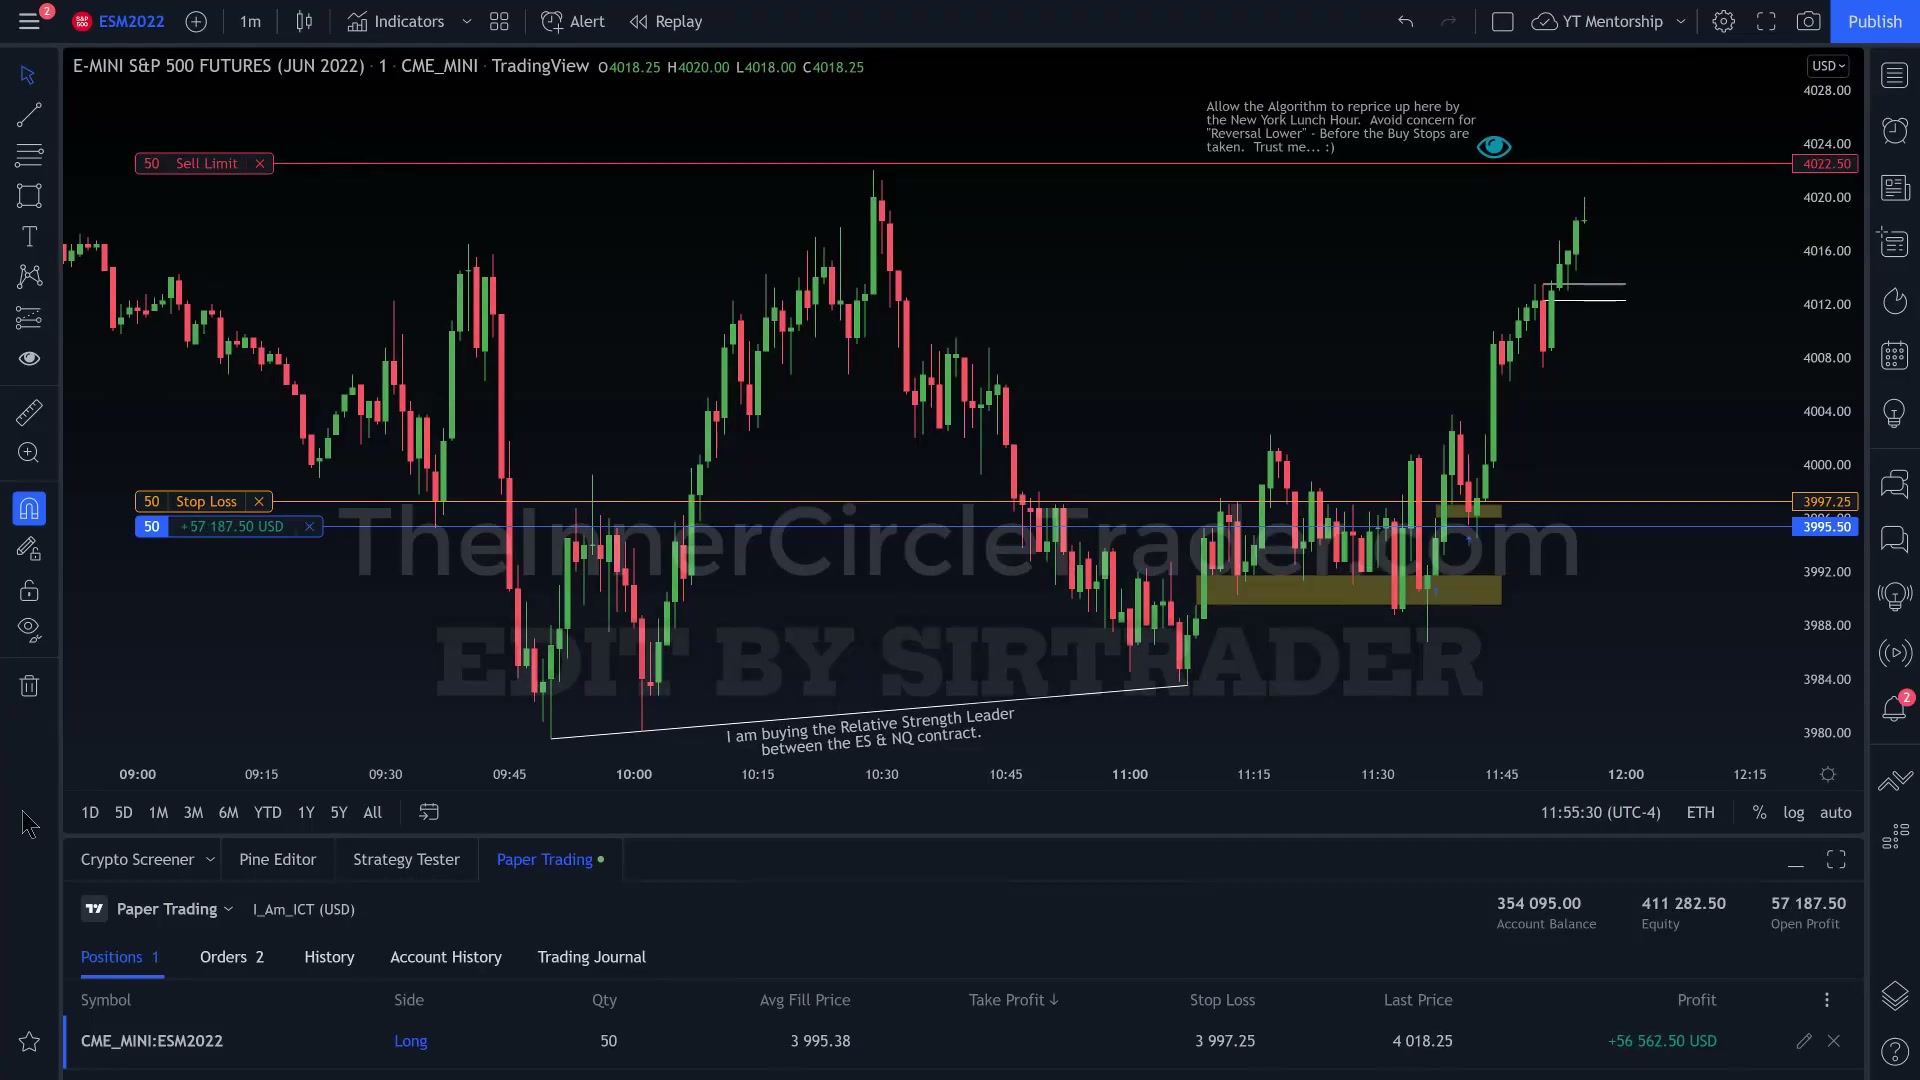 2
S&P 500
ESM2022
1m
Indicators
Alert
Replay
YT Mentorship
Publish
E-MINI S&P 500 FUTURES (JUN 2022) · 1 · CME_MINI · TradingView O4018.25 H4020.00 L4018.00 C4018.25
USD
4028.00
Allow the Algorithm to reprice up here by
the New York Lunch Hour. Avoid concern for
"Reversal Lower" - Before the Buy Stops are
taken. Trust me... :)
4024.00
50 Sell Limit ×
4022.50
4020.00
4016.00
4012.00
4008.00
4004.00
4000.00
50 Stop Loss ×
3997.25
50 +57 187.50 USD ×
3995.50
TheInnerCircleTrader.com
3992.00
3988.00
EDIT BY SIRTRADER
3984.00
I am buying the Relative Strength Leader
between the ES & NQ contract.
3980.00
2
09:00 09:15 09:30 09:45 10:00 10:15 10:30 10:45 11:00 11:15 11:30 11:45 12:00 12:15
1D 5D 1M 3M 6M YTD 1Y 5Y All
11:55:30 (UTC-4) ETH % log auto
Crypto Screener Pine Editor Strategy Tester Paper Trading
Paper Trading I_Am_ICT (USD)
354 095.00 411 282.50 57 187.50
Account Balance Equity Open Profit
Positions 1 Orders 2 History Account History Trading Journal
Symbol Side Qty Avg Fill Price Take Profit ↓ Stop Loss Last Price Profit
CME_MINI:ESM2022 Long 50 3 995.38 3 997.25 4 018.25 +56 562.50 USD